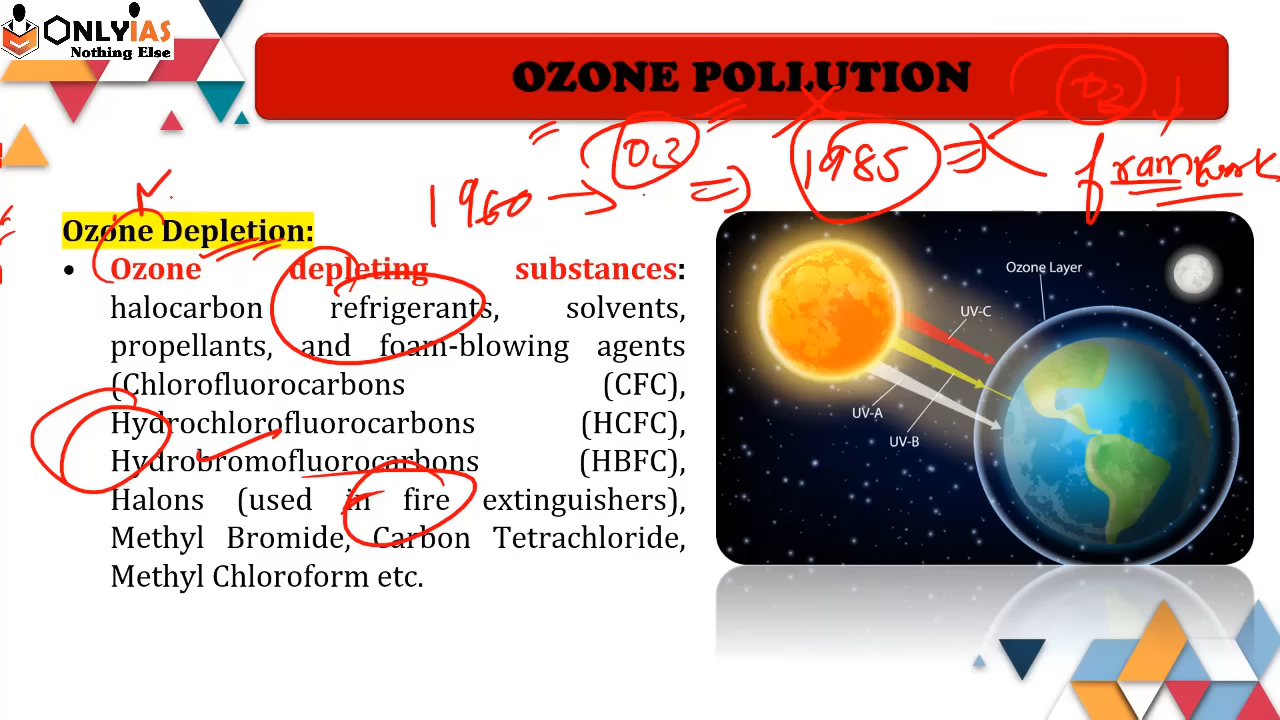 ONLYIAS
Nothing Else
OZONE POLLUTION
O3
1960 → O3 ⇒ 1985 ⇒ framework
Ozone Depletion:
• Ozone depleting substances:
halocarbon refrigerants, solvents,
propellants, and foam-blowing agents
(Chlorofluorocarbons (CFC),
Hydrochlorofluorocarbons (HCFC),
Hydrobromofluorocarbons (HBFC),
Halons (used in fire extinguishers),
Methyl Bromide, Carbon Tetrachloride,
Methyl Chloroform etc.
Ozone Layer
UV-C
UV-A
UV-B